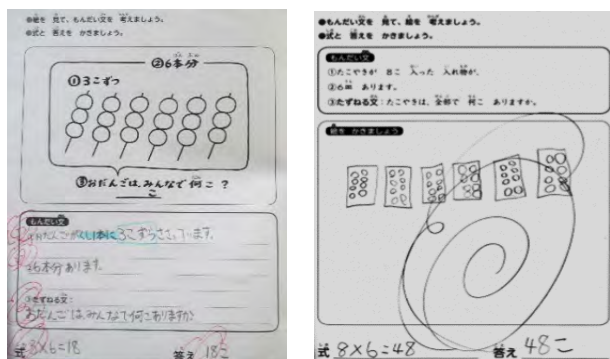 ●絵を 見て、もんだい文を 考えましょう。
●式と 答えを かきましょう。
②6本分
①3こずつ
③おだんごは、みんなで 何こ ?
こ
もんだい文
①おだんごがくし1本に3こずつささっています。
②6本分あります。
③たずねる文:
おだんごは、みんなで何こありますか?
式 3×6=18
答え 18こ
●もんだい文を 見て、絵を 考えましょう。
●式と 答えを かきましょう。
もんだい文
①たこやきが 8こ 入った 入れ物が、
②6皿 あります。
③たずねる文:たこやきは、全部で 何こ ありますか。
絵を かきましょう
式 8×6=48
答え 48こ